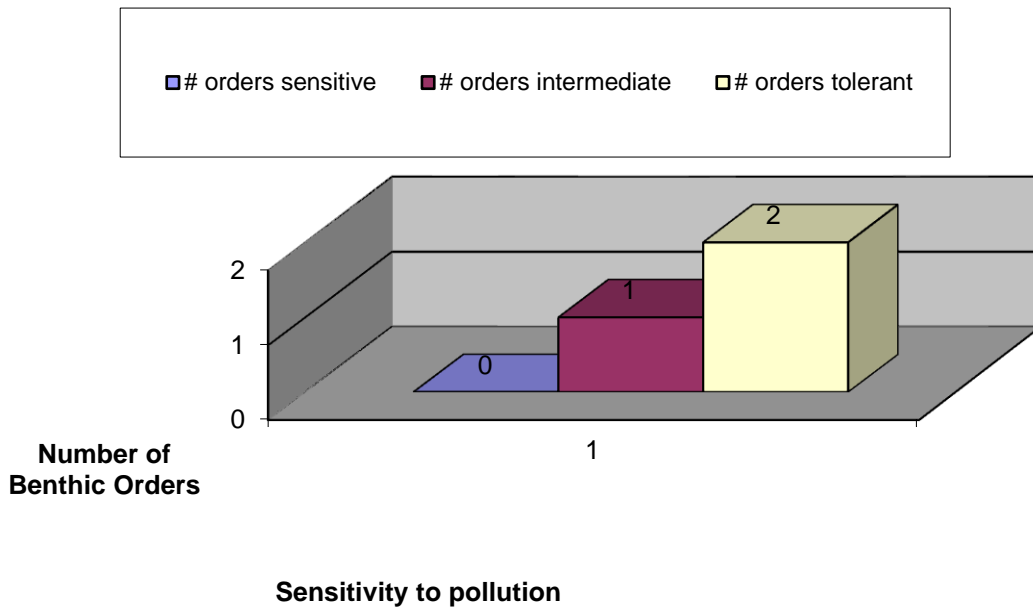 # orders sensitive # orders intermediate # orders tolerant
2
1
0
0
1
2
1
Number of
Benthic Orders
Sensitivity to pollution